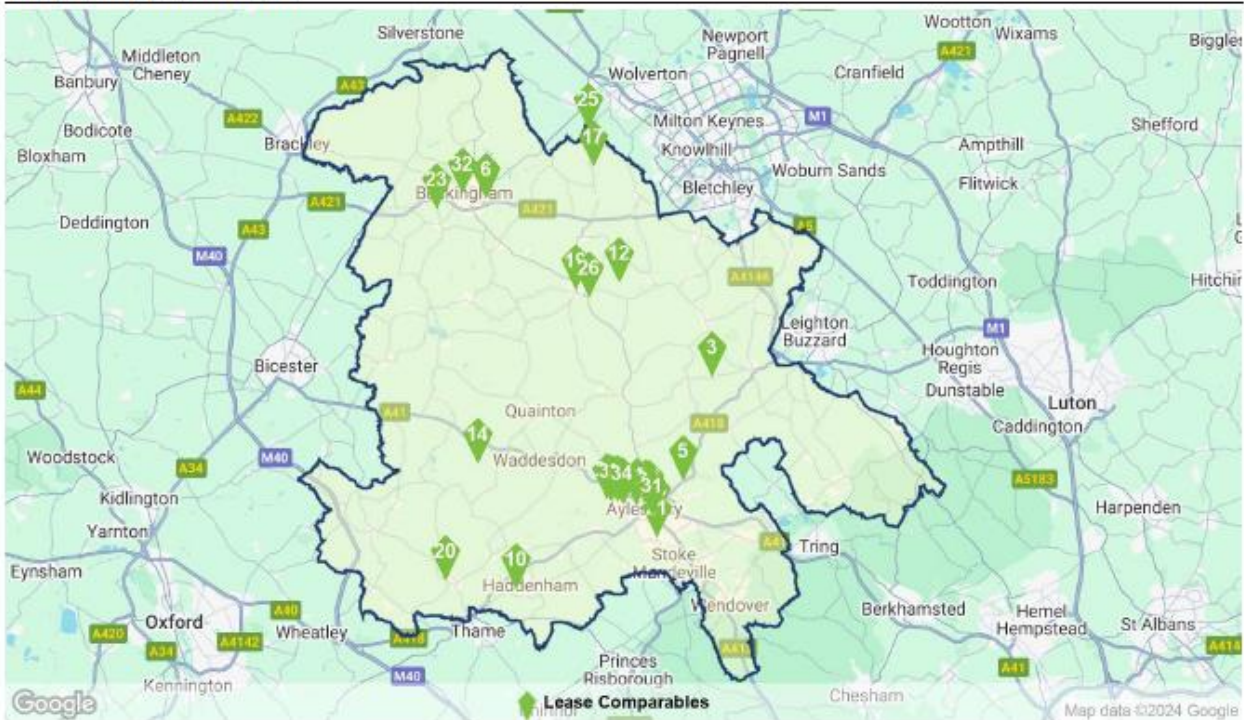 Silverstone
Newport
Pagnell
Wootton
Wixams
Middleton
Cheney
Banbury
A43
Wolverton
25
A421
Cranfield
M1
Bodicote
A422
Brackley
17
Milton Keynes
Knowlhill
Shefford
Ampthill
Bloxham
32
6
23
Buckingham
Bletchley
Woburn Sands
Flitwick
Deddington
A421
A43
A421
A5
M40
19
26
12
A4146
Toddington
Leighton
Buzzard
M1
3
Houghton
Regis
Dunstable
Bicester
A44
A41
Quainton
Luton
Caddington
14
A418
Woodstock
M40
A34
Waddesdon
5
34
31
1
A5183
Kidlington
Harpenden
Yarnton
Eynsham
20
10
Haddenham
Stoke
Mandeville
Tring
Wendover
Oxford
A40
Wheatley
A420
A34
A4142
A418
Thame
Berkhamsted
Hemel
Hempstead
St Albans
A414
Kennington
M40
Princes
Risborough
A41
Chesham
Google
Lease Comparables
Map data ©2024 Google